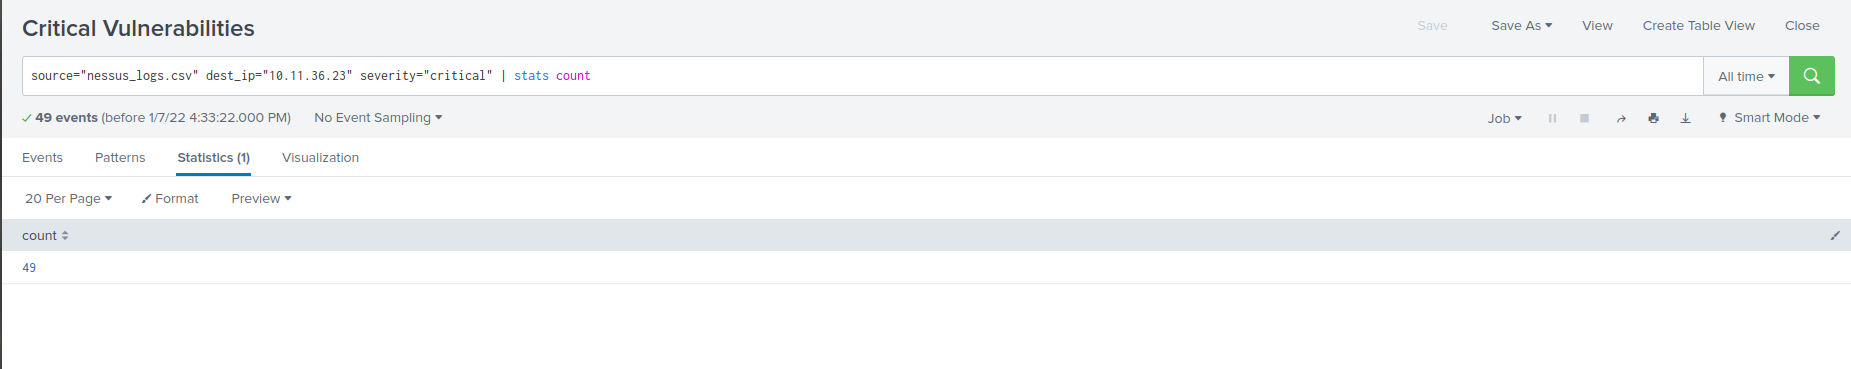 Critical Vulnerabilities
Save Save As View Create Table View Close
source="nessus_logs.csv" dest_ip="10.11.36.23" severity="critical" | stats count
All time
49 events (before 1/7/22 4:33:22.000 PM) No Event Sampling
Job Smart Mode
Events Patterns Statistics (1) Visualization
20 Per Page Format Preview
count
49